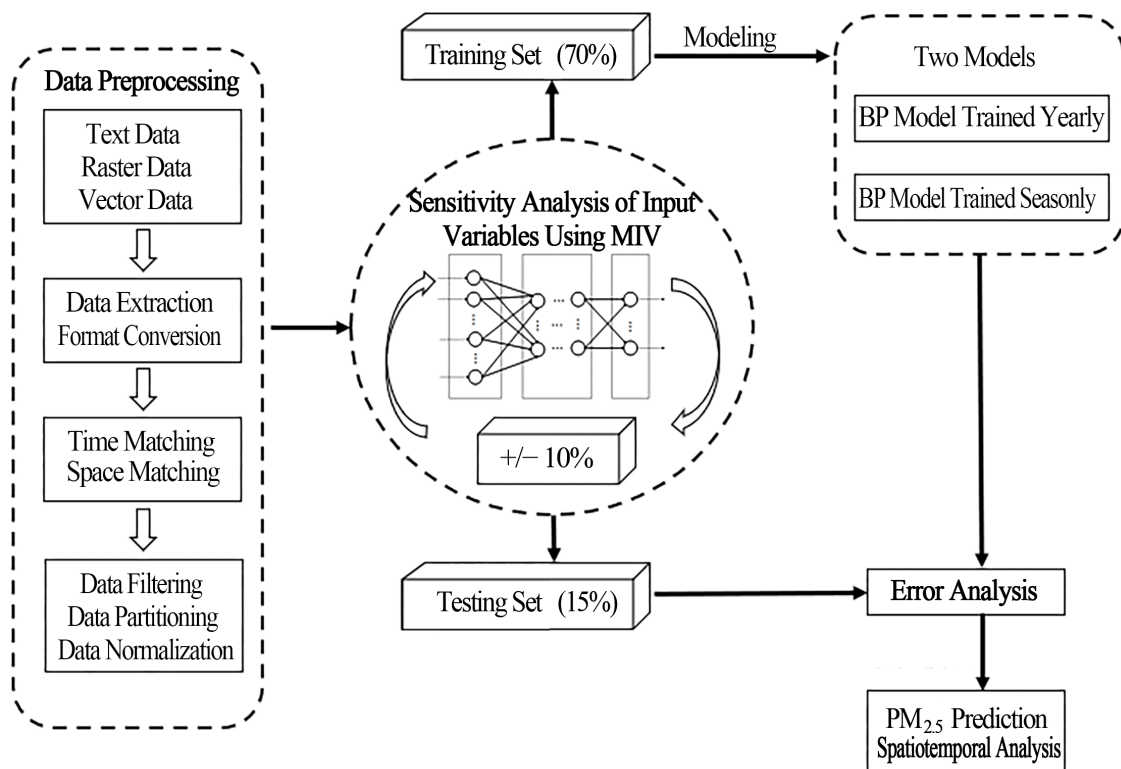 Data Preprocessing
Text Data
Raster Data
Vector Data
Data Extraction
Format Conversion
Time Matching
Space Matching
Data Filtering
Data Partitioning
Data Normalization
Training Set (70%)
Modeling
Sensitivity Analysis of Input
Variables Using MIV
+/− 10%
Testing Set (15%)
Two Models
BP Model Trained Yearly
BP Model Trained Seasonly
Error Analysis
PM2.5 Prediction
Spatiotemporal Analysis